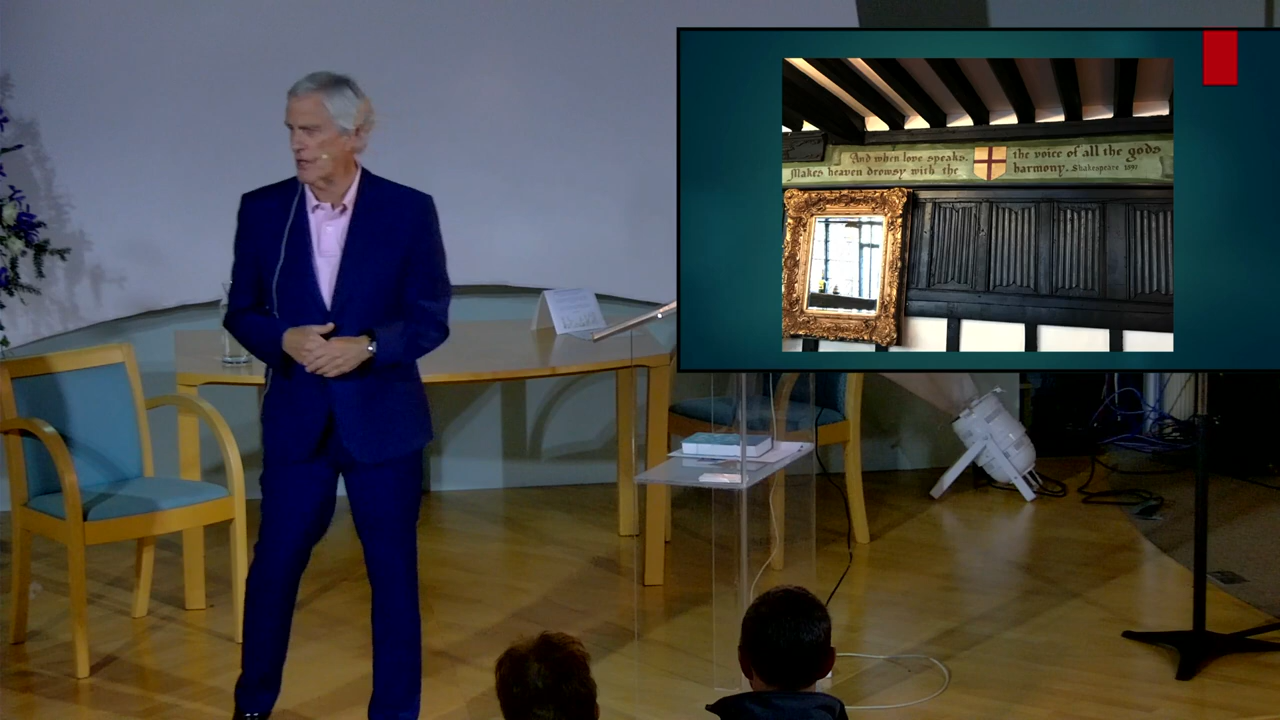 And when love speaks, the voice of all the gods
Makes heaven drowsy with the harmony. Shakespeare 1597